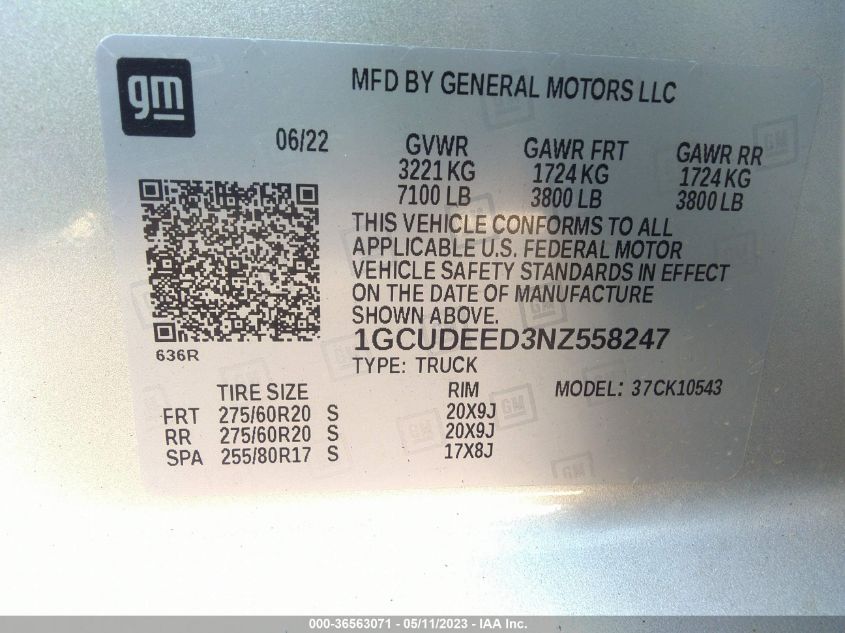 gm
MFD BY GENERAL MOTORS LLC
06/22
GVWR GAWR FRT GAWR RR
3221 KG 1724 KG 1724 KG
7100 LB 3800 LB 3800 LB
THIS VEHICLE CONFORMS TO ALL
APPLICABLE U.S. FEDERAL MOTOR
VEHICLE SAFETY STANDARDS IN EFFECT
ON THE DATE OF MANUFACTURE
SHOWN ABOVE.
636R
1GCUDEED3NZ558247
TYPE: TRUCK
TIRE SIZE RIM MODEL: 37CK10543
FRT 275/60R20 S 20X9J
RR 275/60R20 S 20X9J
SPA 255/80R17 S 17X8J
000-36563071 - 05/11/2023 - IAA Inc.